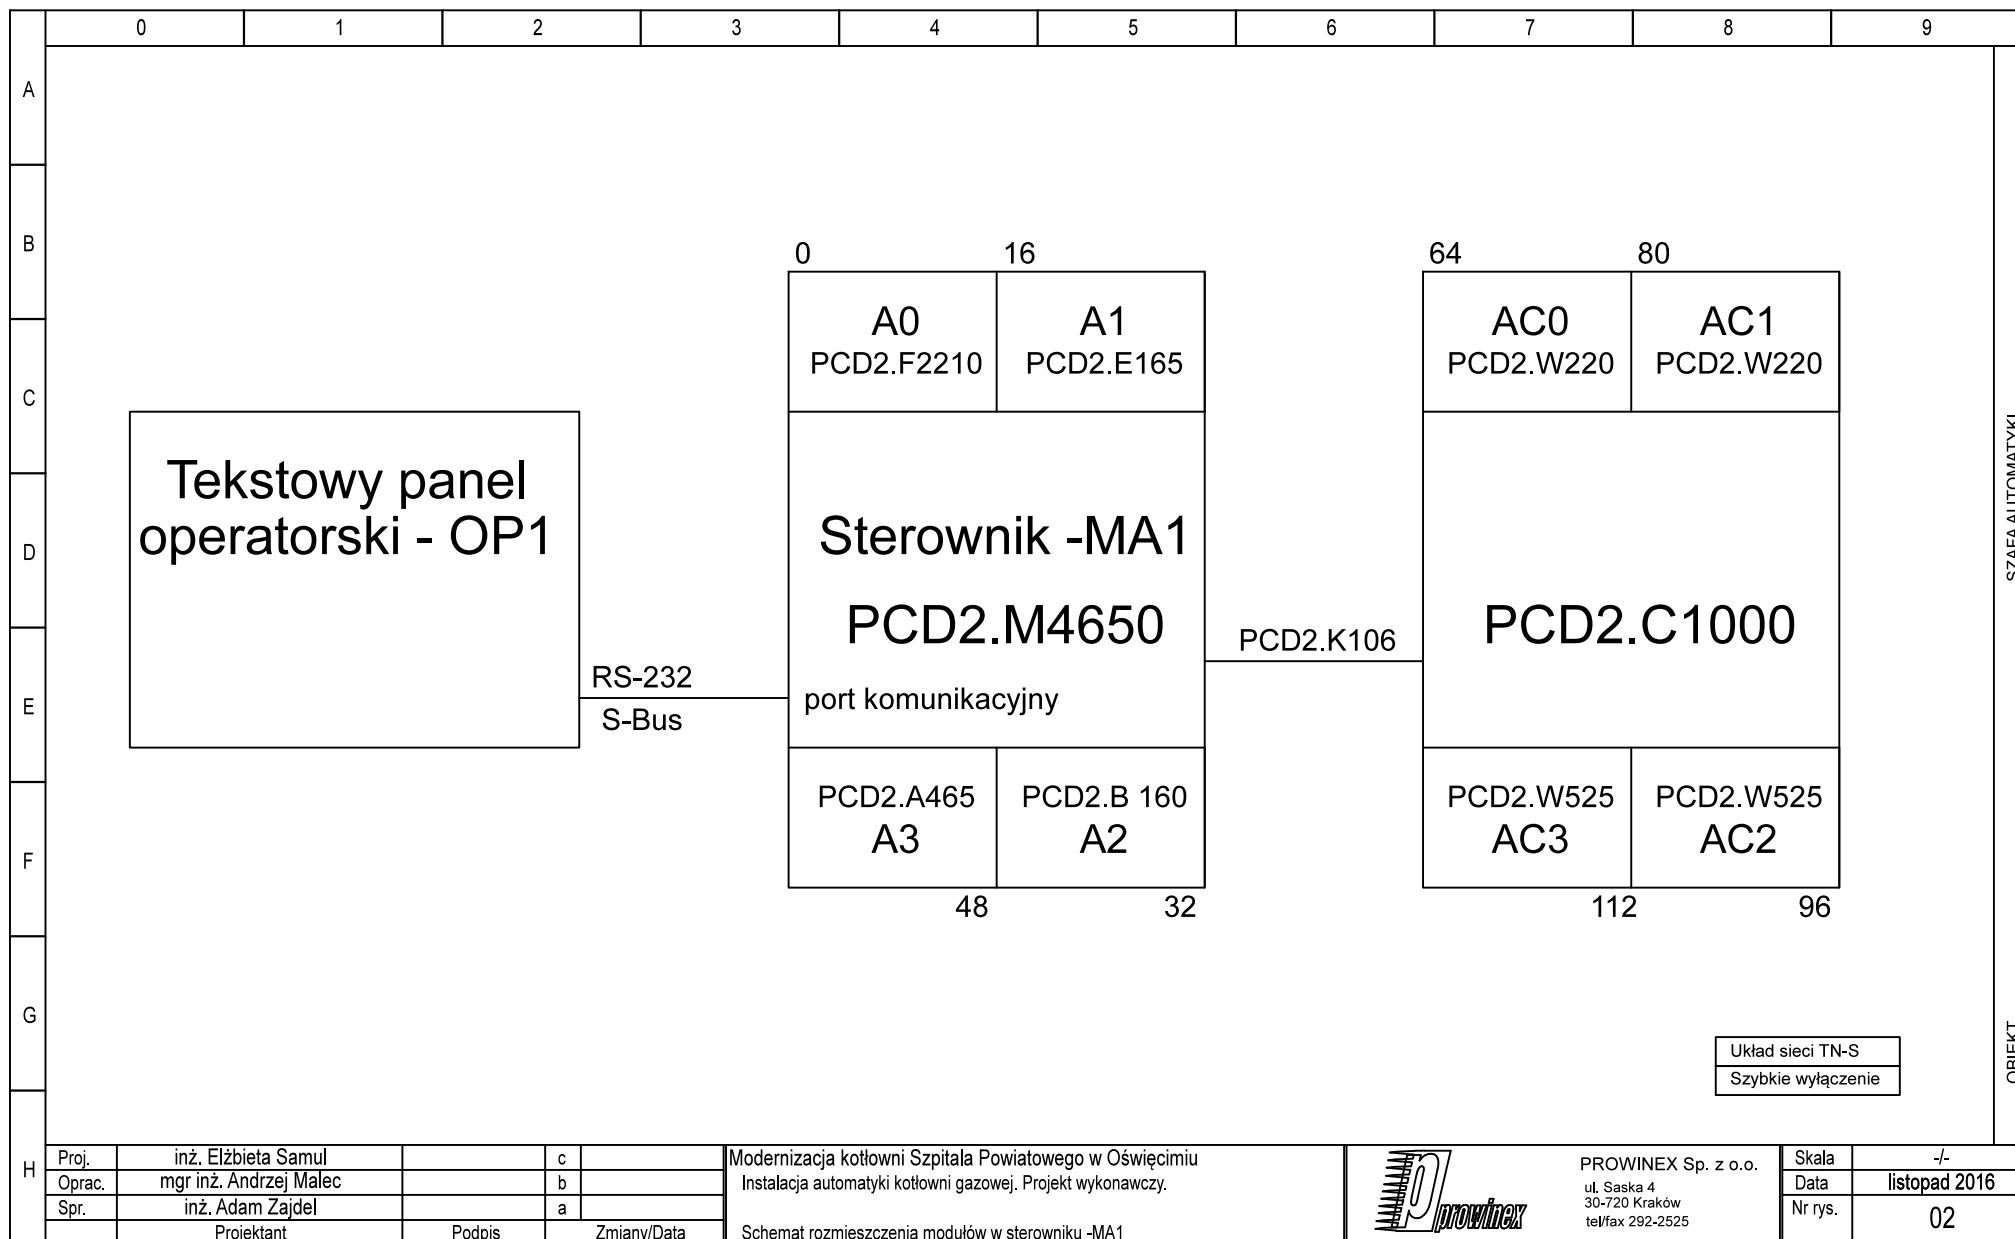 0 1 2 3 4 5 6 7 8 9
A
B
C
D
E
F
G
H
0 16 64 80
A0
PCD2.F2210
A1
PCD2.E165
AC0
PCD2.W220
AC1
PCD2.W220
Tekstowy panel
operatorski - OP1
Sterownik -MA1
PCD2.M4650
port komunikacyjny
RS-232
S-Bus
PCD2.K106
PCD2.C1000
PCD2.A465
A3
PCD2.B 160
A2
PCD2.W525
AC3
PCD2.W525
AC2
48 32 112 96
SZAFA AUTOMATYKI
OBIEKT
Układ sieci TN-S
Szybkie wyłączenie
Proj. inż. Elżbieta Samul c
Oprac. mgr inż. Andrzej Malec b
Spr. inż. Adam Zajdel a
Projektant Podpis Zmiany/Data
Modernizacja kotłowni Szpitala Powiatowego w Oświęcimiu
Instalacja automatyki kotłowni gazowej. Projekt wykonawczy.
Schemat rozmieszczenia modułów w sterowniku -MA1
p prowinex
PROWINEX Sp. z o.o.
ul. Saska 4
30-720 Kraków
tel/fax 292-2525
Skala -/-
Data listopad 2016
Nr rys. 02